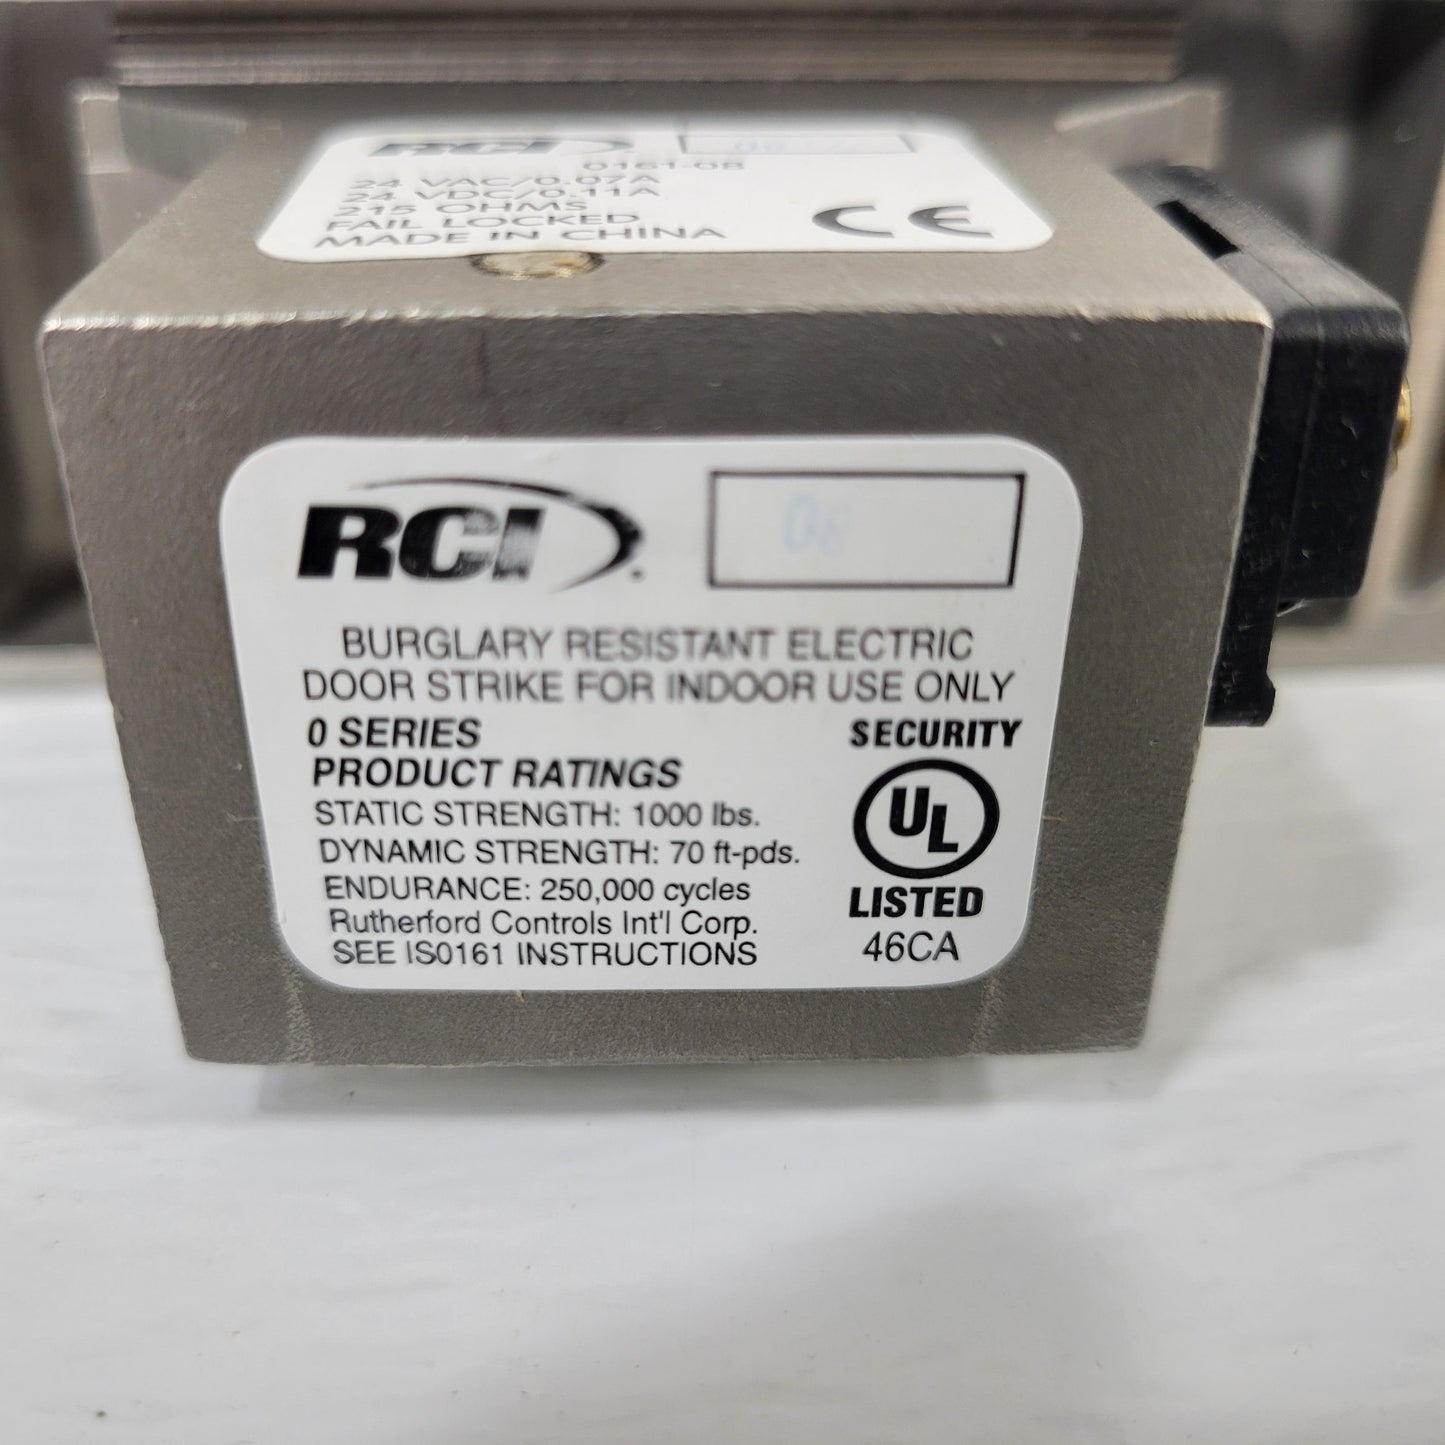 RCI 08
0161-08
24 VAC/0.07A
24 VDC/0.11A
215 OHMS
FAIL LOCKED
MADE IN CHINA CE
RCI 08
BURGLARY RESISTANT ELECTRIC
DOOR STRIKE FOR INDOOR USE ONLY
0 SERIES
PRODUCT RATINGS
STATIC STRENGTH: 1000 lbs.
DYNAMIC STRENGTH: 70 ft-pds.
ENDURANCE: 250,000 cycles
Rutherford Controls Int'l Corp.
SEE IS0161 INSTRUCTIONS
SECURITY
UL
LISTED
46CA